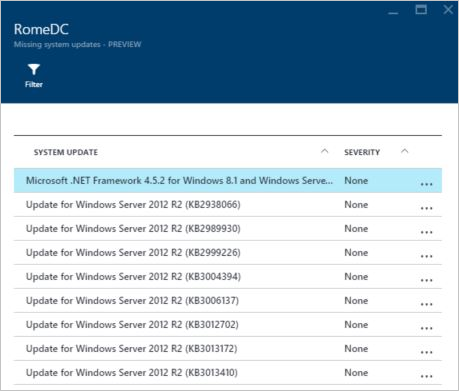 RomeDC
Missing system updates - PREVIEW
Filter
SYSTEM UPDATE SEVERITY
Microsoft .NET Framework 4.5.2 for Windows 8.1 and Windows Serve... None ...
Update for Windows Server 2012 R2 (KB2938066) None ...
Update for Windows Server 2012 R2 (KB2989930) None ...
Update for Windows Server 2012 R2 (KB2999226) None ...
Update for Windows Server 2012 R2 (KB3004394) None ...
Update for Windows Server 2012 R2 (KB3006137) None ...
Update for Windows Server 2012 R2 (KB3012702) None ...
Update for Windows Server 2012 R2 (KB3013172) None ...
Update for Windows Server 2012 R2 (KB3013410) None ...